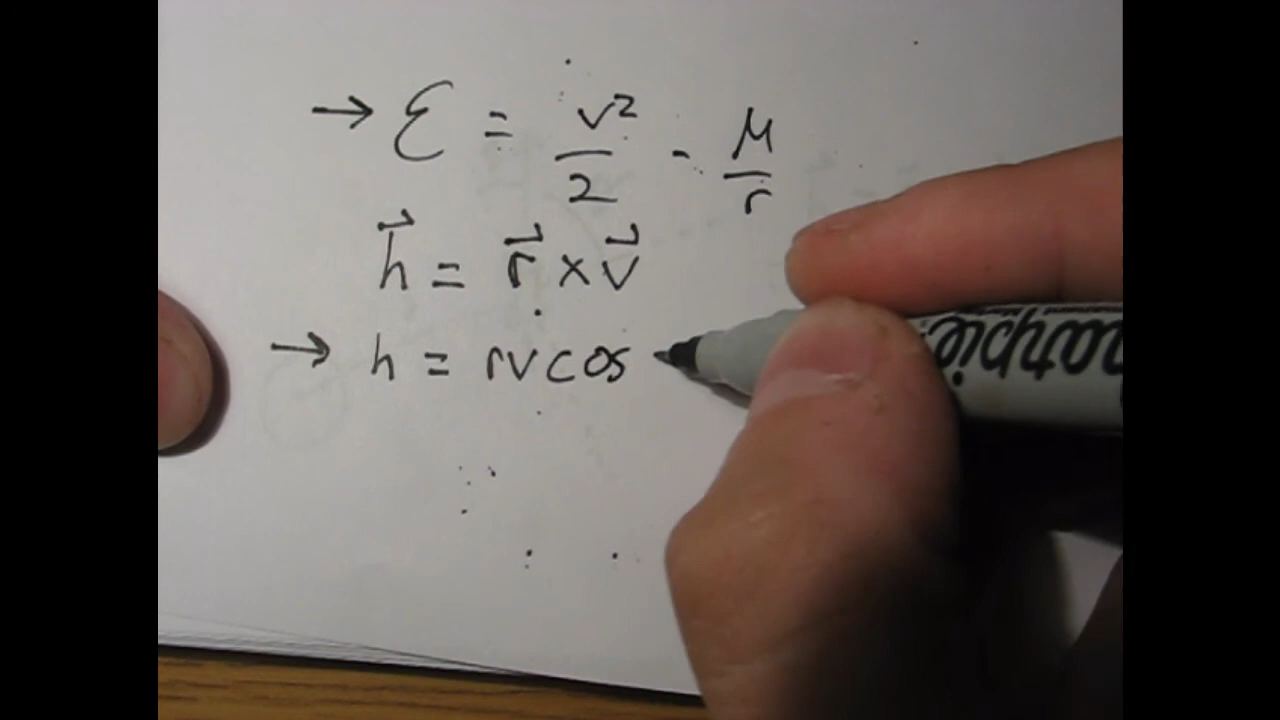 → ℰ = v²/2 - μ/r
h⃗ = r⃗ × v⃗
→ h = rv cos